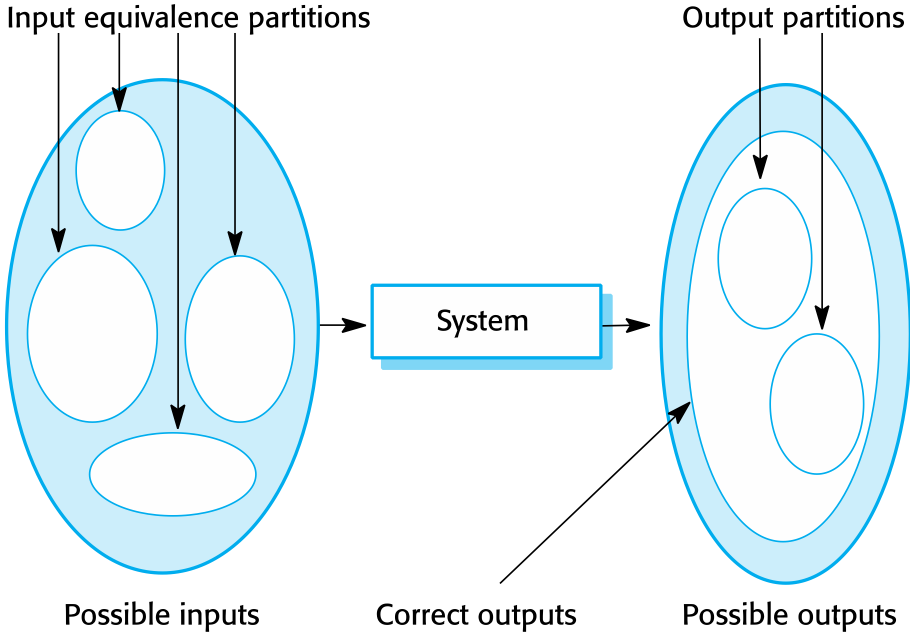 Input equivalence partitions
Output partitions
System
Possible inputs
Correct outputs
Possible outputs